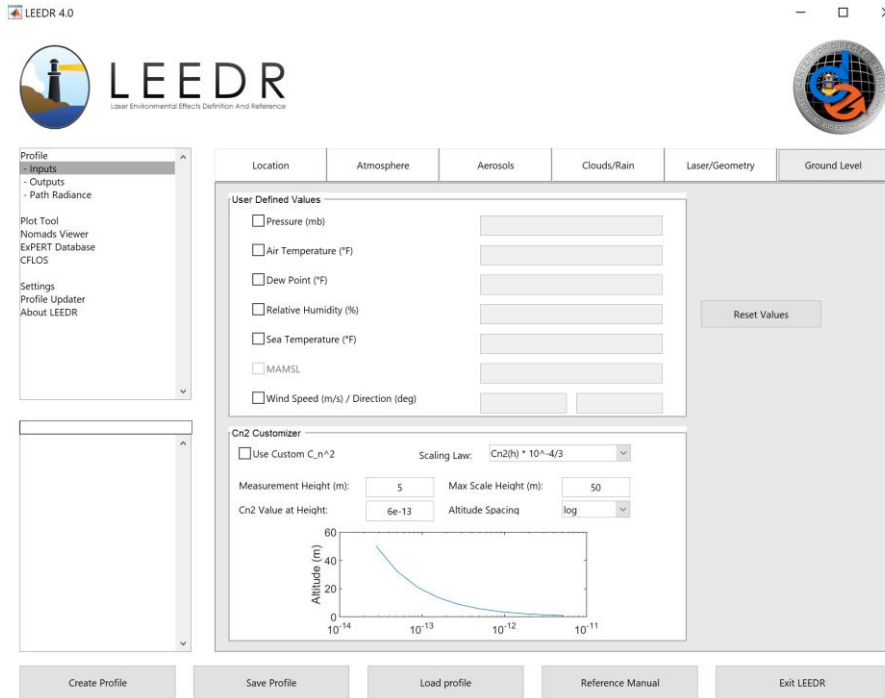 LEEDR 4.0
LEEDR
Laser Environmental Effects Definition And Reference
Profile
- Inputs
- Outputs
- Path Radiance
Plot Tool
Nomads Viewer
ExPERT Database
CFLOS
Settings
Profile Updater
About LEEDR
Location Atmosphere Aerosols Clouds/Rain Laser/Geometry Ground Level
User Defined Values
Pressure (mb)
Air Temperature (°F)
Dew Point (°F)
Relative Humidity (%)
Sea Temperature (°F)
MAMSL
Wind Speed (m/s) / Direction (deg)
Reset Values
Cn2 Customizer
Use Custom C_n^2 Scaling Law: Cn2(h) * 10^-4/3
Measurement Height (m): 5 Max Scale Height (m): 50
Cn2 Value at Height: 6e-13 Altitude Spacing log
Altitude (m)
60
40
20
0
10^-14 10^-13 10^-12 10^-11
Create Profile Save Profile Load profile Reference Manual Exit LEEDR